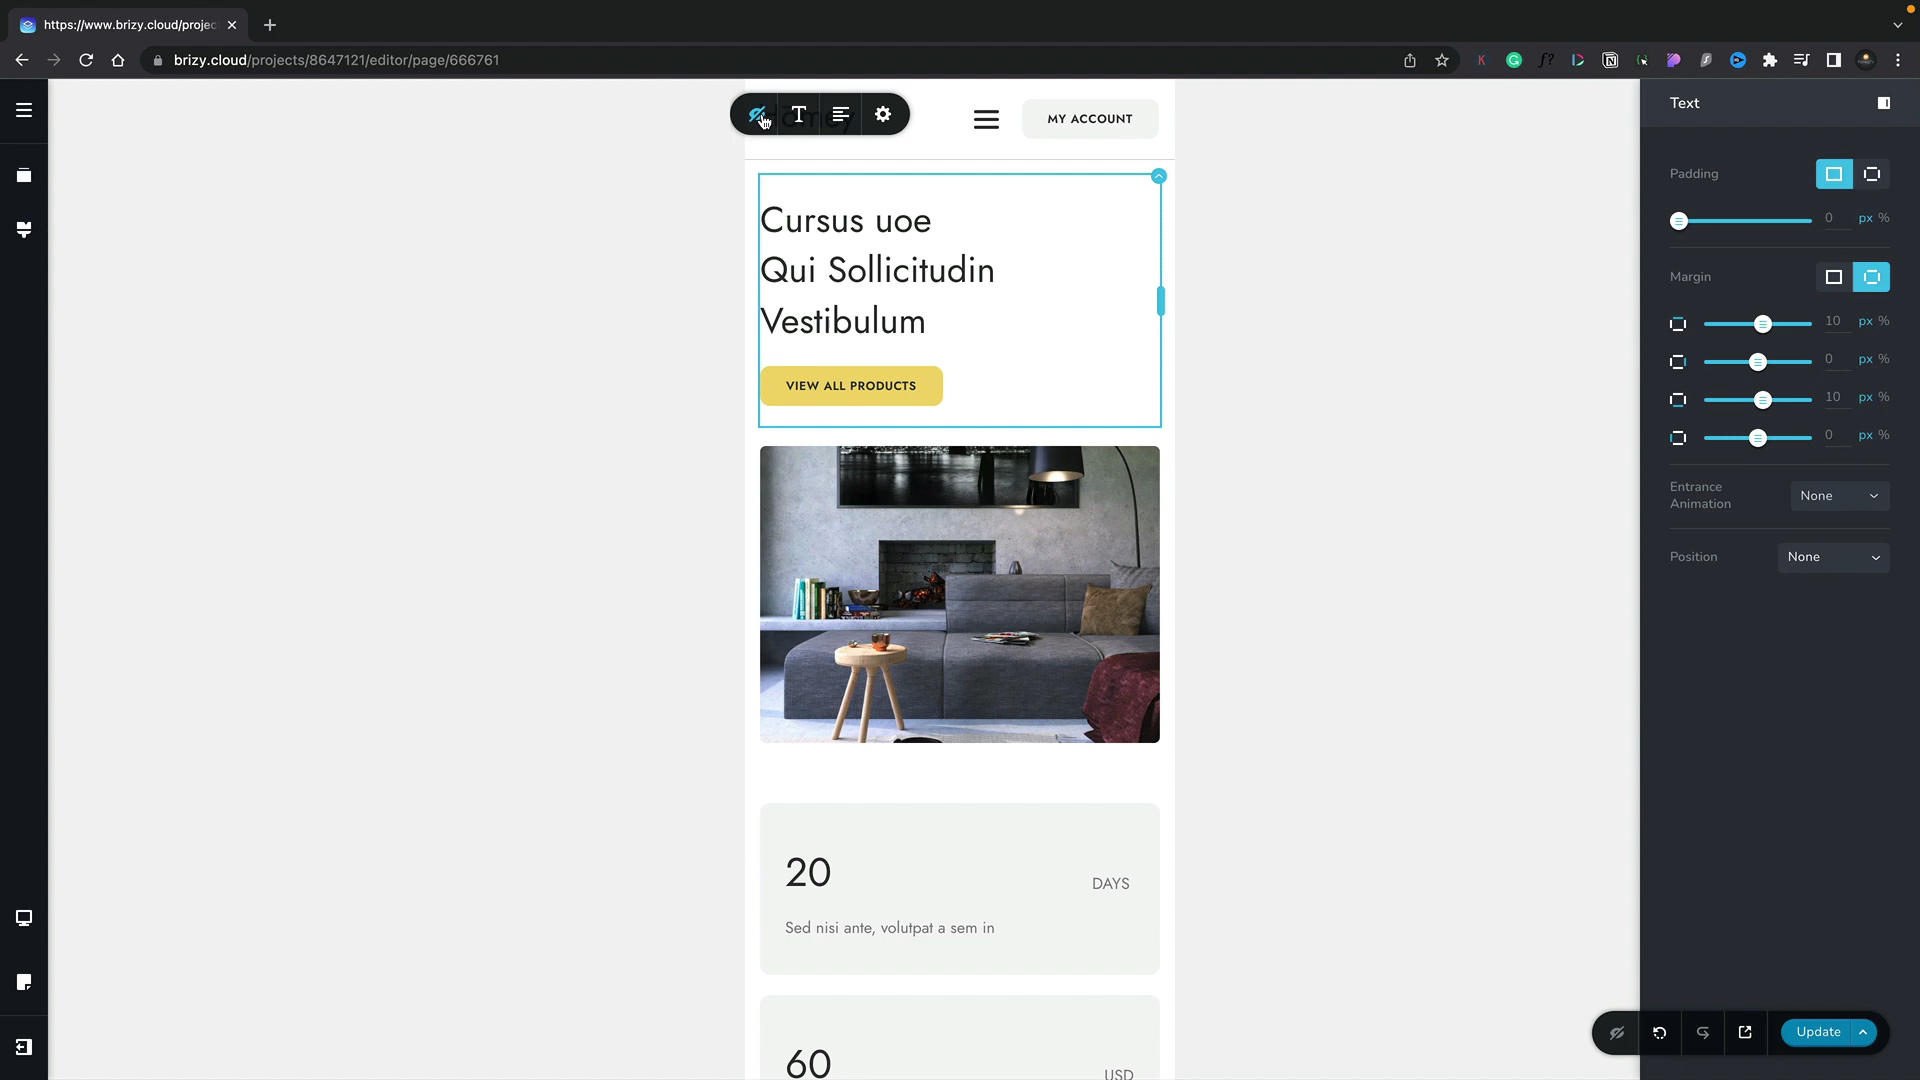 https://www.brizy.cloud/projec
brizy.cloud/projects/8647121/editor/page/666761
MY ACCOUNT
Text
Padding
0 px %
Margin
10 px %
0 px %
10 px %
0 px %
Entrance
Animation
None
Position
None
Cursus uoe
Qui Sollicitudin
Vestibulum
VIEW ALL PRODUCTS
20
DAYS
Sed nisi ante, volutpat a sem in
60
USD
Update